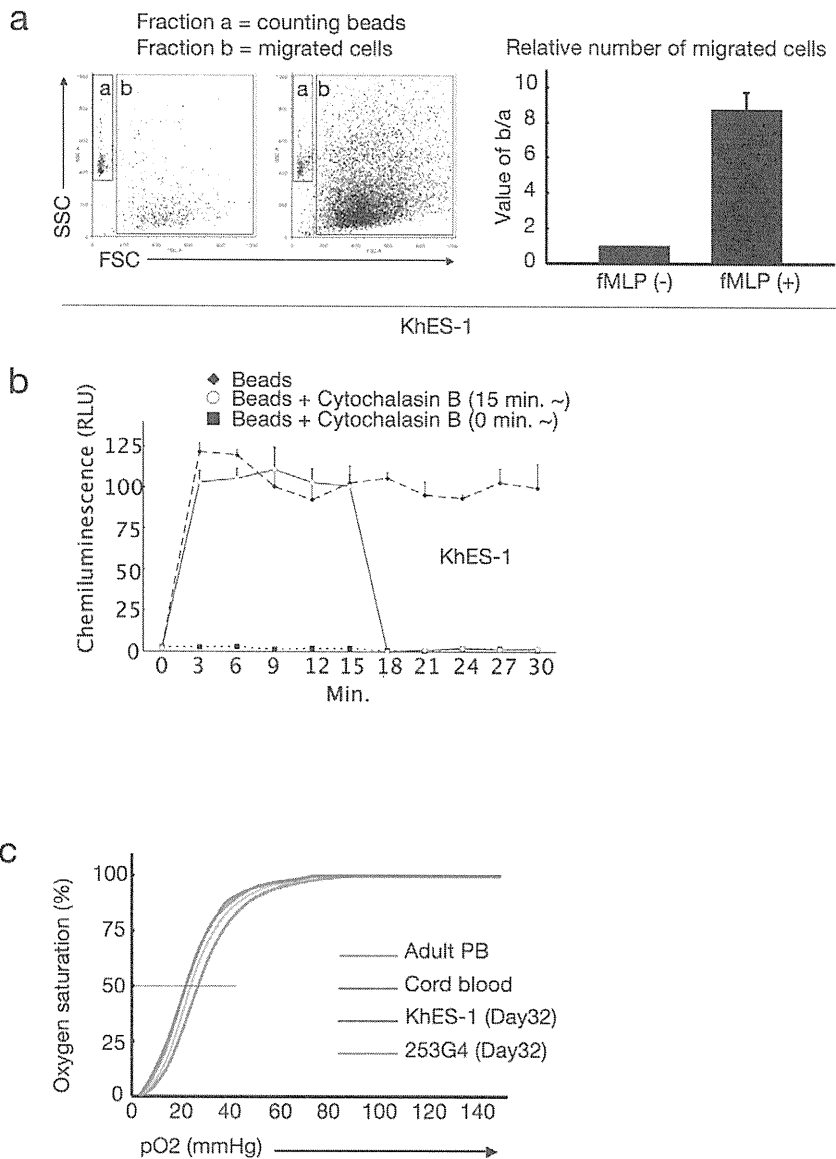 a
Fraction a = counting beads
Fraction b = migrated cells
Relative number of migrated cells
a b
a b
SSC
FSC
Value of b/a
10
8
6
4
2
0
fMLP (-) fMLP (+)
KhES-1
b
Beads
Beads + Cytochalasin B (15 min. ~)
Beads + Cytochalasin B (0 min. ~)
Chemiluminescence (RLU)
125
100
75
50
25
0
KhES-1
0 3 6 9 12 15 18 21 24 27 30
Min.
c
Oxygen saturation (%)
100
75
50
25
0
Adult PB
Cord blood
KhES-1 (Day32)
253G4 (Day32)
0 20 40 60 80 100 120 140
pO2 (mmHg)